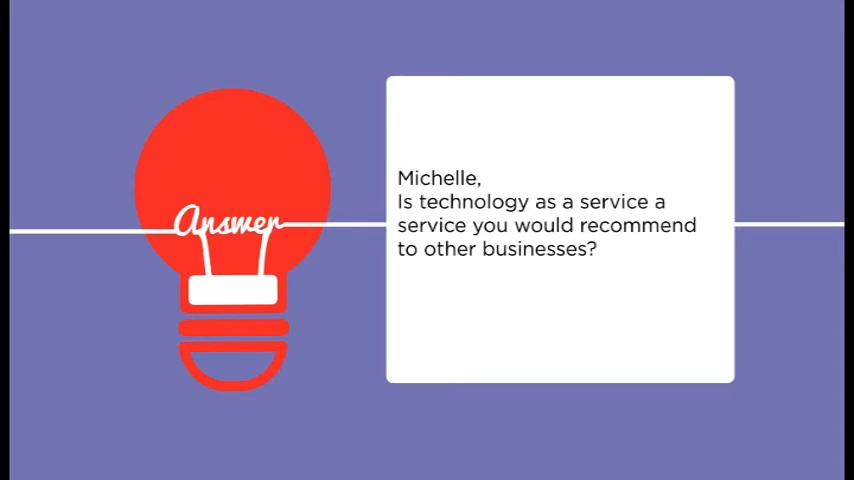 Answer
Michelle,
Is technology as a service a
service you would recommend
to other businesses?